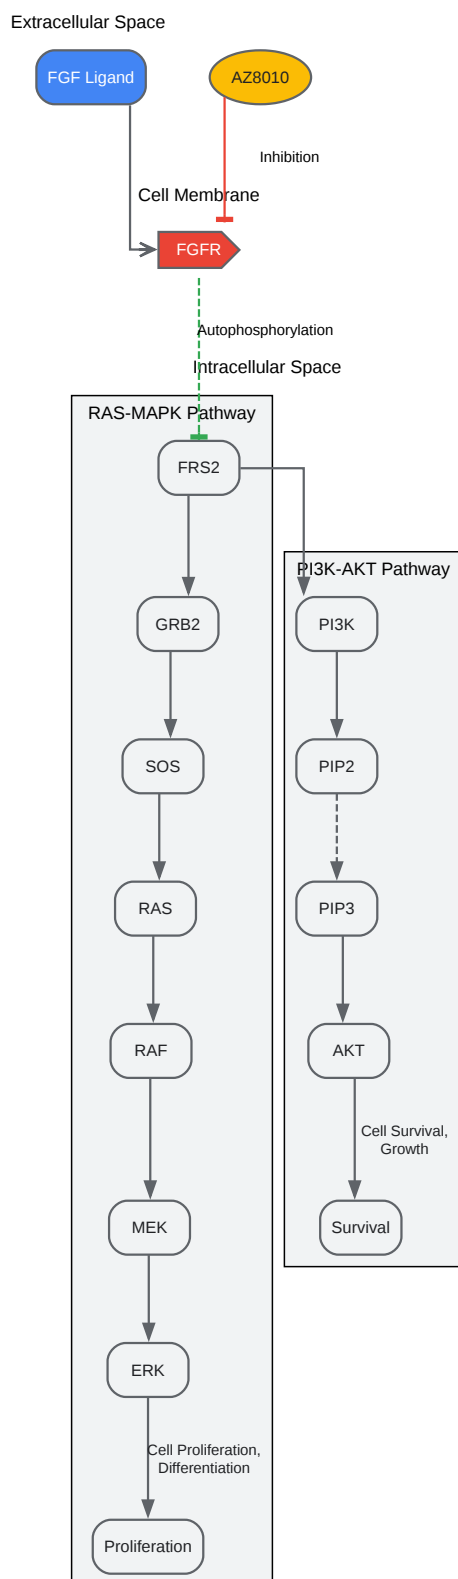 Extracellular Space
FGF Ligand
AZ8010
Inhibition
Cell Membrane
FGFR
Autophosphorylation
Intracellular Space
RAS-MAPK Pathway
FRS2
PI3K-AKT Pathway
GRB2
PI3K
SOS
PIP2
RAS
PIP3
RAF
AKT
Cell Survival,
Growth
MEK
Survival
ERK
Cell Proliferation,
Differentiation
Proliferation